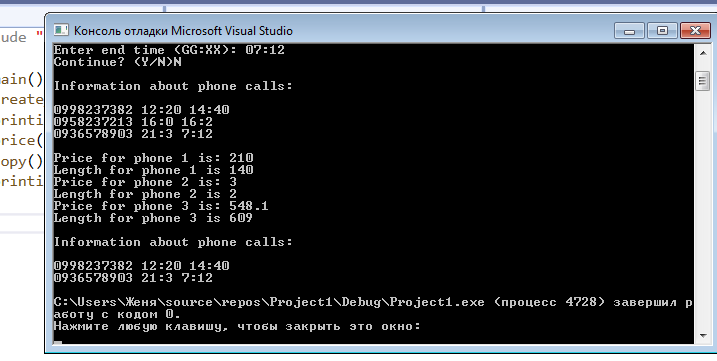 Консоль отладки Microsoft Visual Studio
ude "
Enter end time (GG:XX): 07:12
Continue? (Y/N)N
main()
Information about phone calls:
reate
0998237382 12:20 14:40
printi
0958237213 16:0 16:2
0936578903 21:3 7:12
price(
opy()
Price for phone 1 is: 210
Length for phone 1 is 140
printi
Price for phone 2 is: 3
Length for phone 2 is 2
Price for phone 3 is: 548.1
Length for phone 3 is 609
Information about phone calls:
0998237382 12:20 14:40
0936578903 21:3 7:12
C:\Users\Женя\source\repos\Project1\Debug\Project1.exe (процесс 4728) завершил р
аботу с кодом 0.
Нажмите любую клавишу, чтобы закрыть это окно: